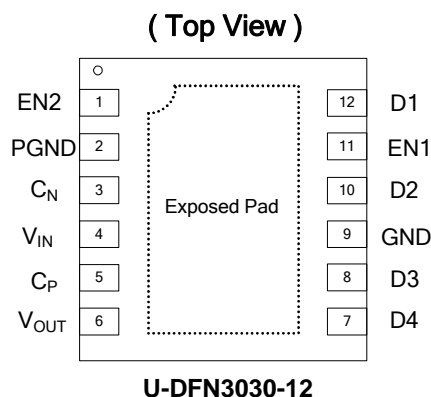 ( Top View )
EN2 1 12 D1
PGND 2 11 EN1
CN 3 10 D2
VIN 4 Exposed Pad 9 GND
CP 5 8 D3
VOUT 6 7 D4
U-DFN3030-12